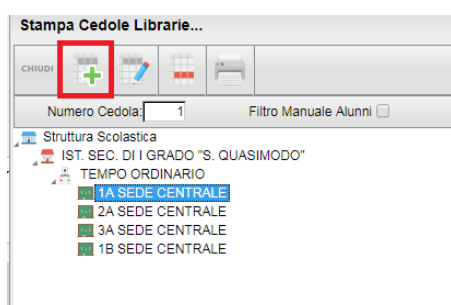 Stampa Cedole Librarie...
CHIUDI
Numero Cedola: 1 Filtro Manuale Alunni
Struttura Scolastica
IST. SEC. DI I GRADO "S. QUASIMODO"
TEMPO ORDINARIO
1A SEDE CENTRALE
2A SEDE CENTRALE
3A SEDE CENTRALE
1B SEDE CENTRALE